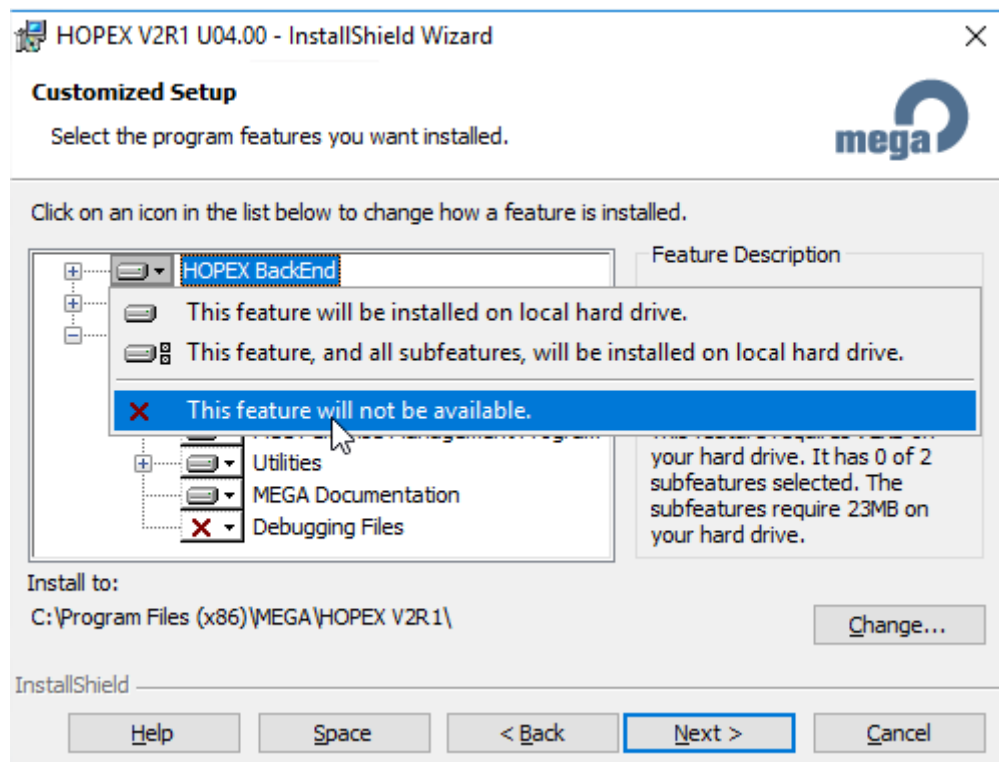 HOPEX V2R1 U04.00 - InstallShield Wizard
Customized Setup
Select the program features you want installed.
mega
Click on an icon in the list below to change how a feature is installed.
HOPEX BackEnd
Feature Description
This feature will be installed on local hard drive.
This feature, and all subfeatures, will be installed on local hard drive.
This feature will not be available.
your hard drive. It has 0 of 2
subfeatures selected. The
subfeatures require 23MB on
your hard drive.
Utilities
MEGA Documentation
Debugging Files
Install to:
C:\Program Files (x86)\MEGA\HOPEX V2R1\
Change...
InstallShield
Help
Space
< Back
Next >
Cancel